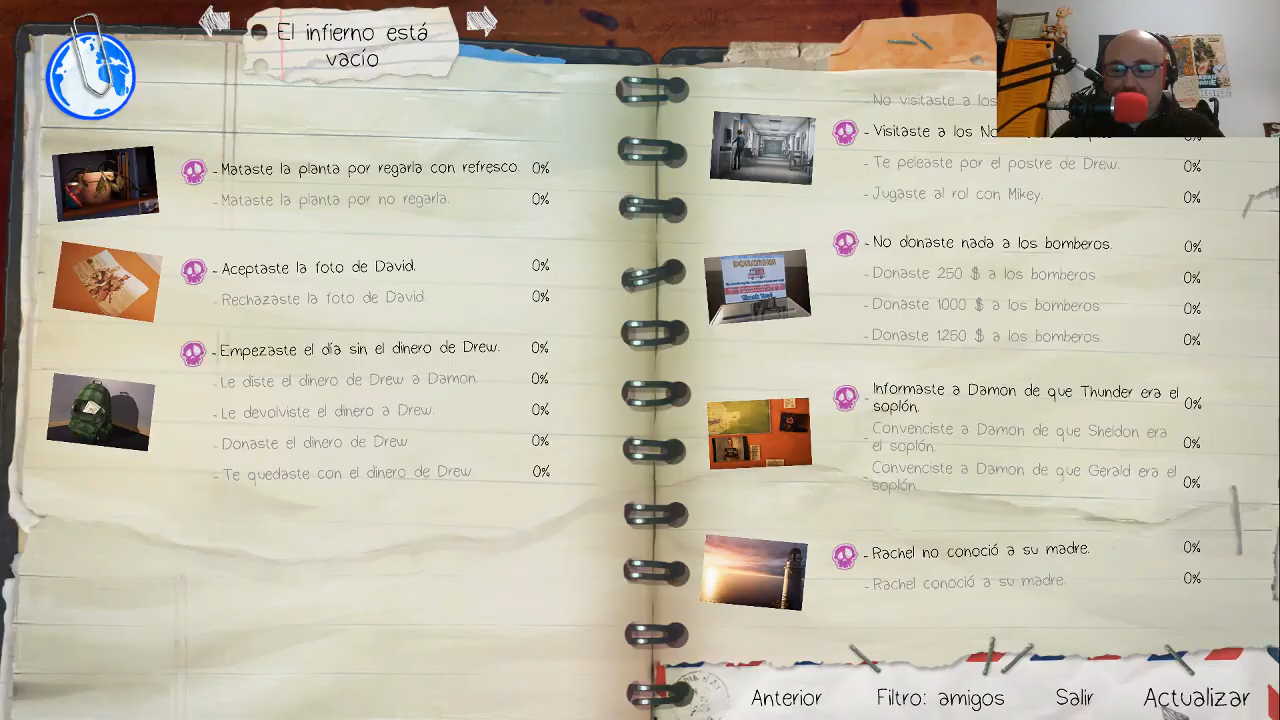 El infierno está
vacío
- Mataste la planta por regarla con refresco. 0%
- Mataste la planta por no regarla. 0%
- Aceptaste la foto de David. 0%
- Rechazaste la foto de David. 0%
- Empezaste el día sin el dinero de Drew. 0%
- Le diste el dinero de Drew a Damon. 0%
- Le devolviste el dinero a Drew. 0%
- Donaste el dinero de Drew 0%
- Te quedaste con el dinero de Drew. 0%
- No visitaste a los
- Visitaste a los No
- Te peleaste por el postre de Drew. 0%
- Jugaste al rol con Mikey. 0%
- No donaste nada a los bomberos. 0%
- Donaste 250 $ a los bomberos. 0%
- Donaste 1000 $ a los bomberos. 0%
- Donaste 1250 $ a los bomberos. 0%
- Informaste a Damon de que Thunder era el 0%
soplón.
- Convenciste a Damon de que Sheldon era 0%
el soplón.
- Convenciste a Damon de que Gerald era el 0%
soplón.
- Rachel no conoció a su madre. 0%
- Rachel conoció a su madre. 0%
DONATIONS
Thank You!
Anterior Filtro: amigos Salir Actualizar